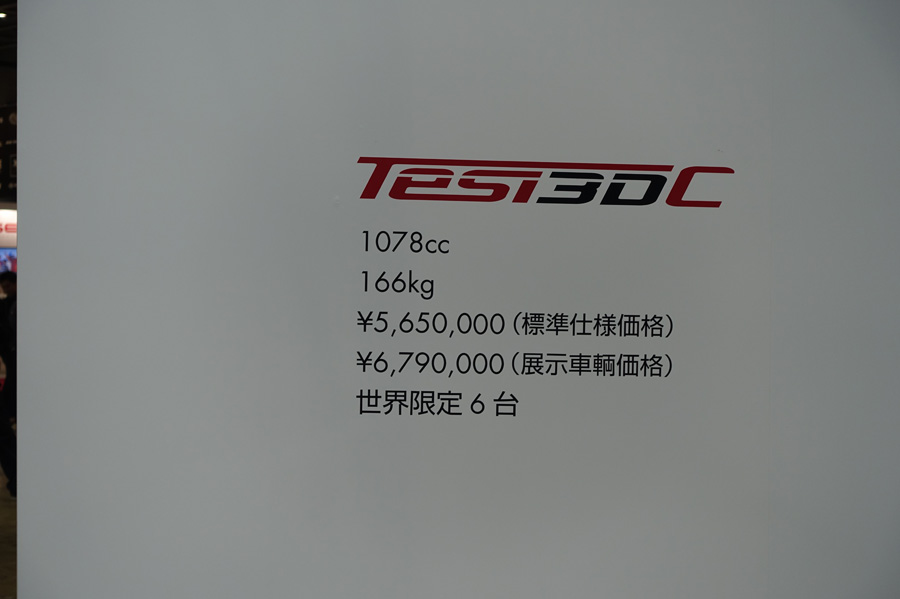 Tesi3DC
1078cc
166kg
¥5,650,000（標準仕様価格）
¥6,790,000（展示車輌価格）
世界限定 6 台